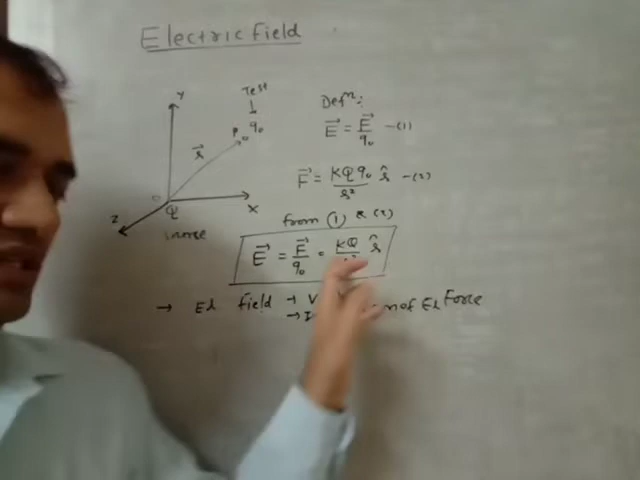 Electric Field
Test
↓
q₀
Y
P
r⃗
X
Z
O
Q
Defⁿ:
E⃗ = F⃗/q₀ —(1)
F⃗ = KQq₀/r² r̂ —(2)
from (1) & (2)
E⃗ = F⃗/q₀ = KQ/r² r̂
→ El field → V
→ of El Force